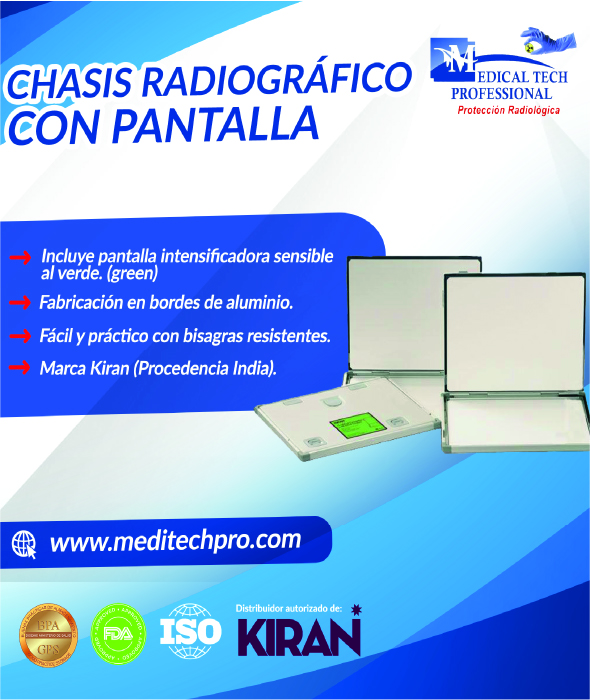 CHASIS RADIOGRÁFICO
CON PANTALLA
MEDICAL TECH
PROFESSIONAL
Protección Radiológica
Incluye pantalla intensificadora sensible
al verde. (green)
Fabricación en bordes de aluminio.
Fácil y práctico con bisagras resistentes.
Marca Kiran (Procedencia India).
www.meditechpro.com
BPA
GPS
APPROVED
FDA
APPROVED
ISO
Distribuidor autorizado de:
KIRAN